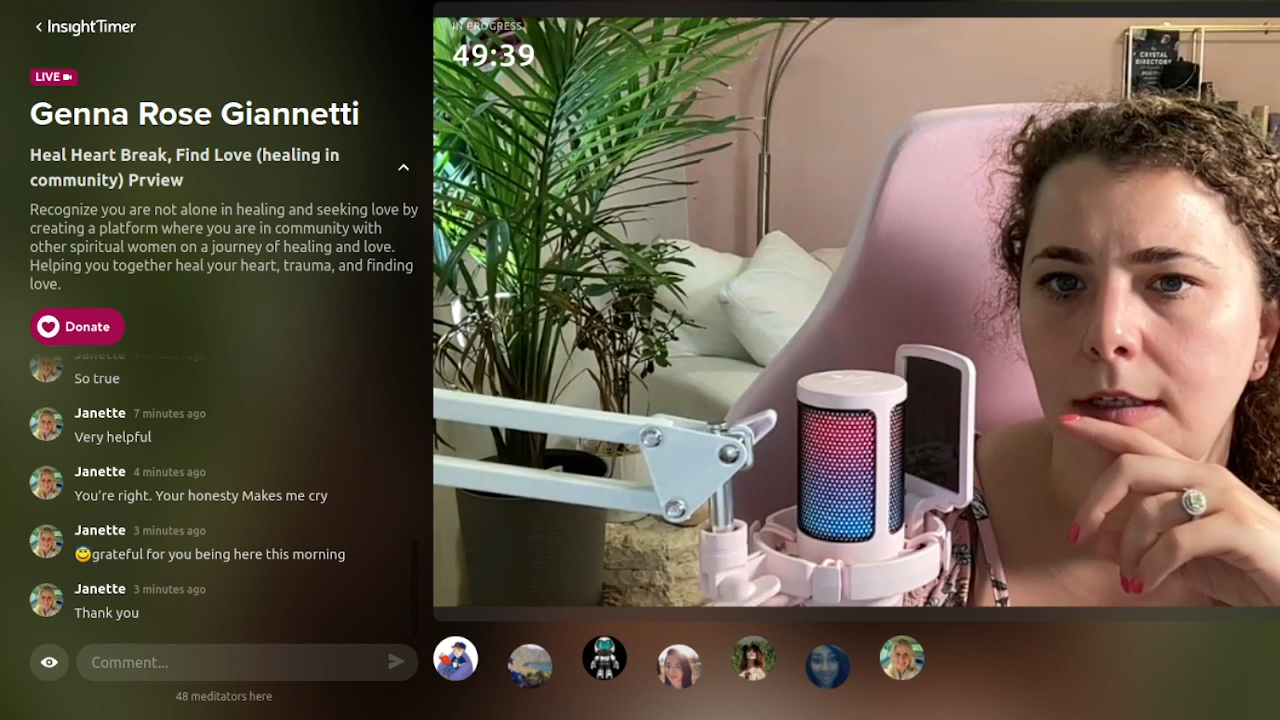 InsightTimer
LIVE
Genna Rose Giannetti
Heal Heart Break, Find Love (healing in
community) Prview
Recognize you are not alone in healing and seeking love by
creating a platform where you are in community with
other spiritual women on a journey of healing and love.
Helping you together heal your heart, trauma, and finding
love.
Donate
Janette
So true
Janette 7 minutes ago
Very helpful
Janette 4 minutes ago
You're right. Your honesty Makes me cry
Janette 3 minutes ago
😇grateful for you being here this morning
Janette 3 minutes ago
Thank you
Comment...
48 meditators here
IN PROGRESS
49:39
CRYSTAL
DIRECTORY